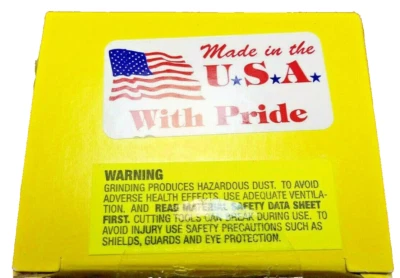 Made in the
U.S.A.
With Pride
WARNING
GRINDING PRODUCES HAZARDOUS DUST. TO AVOID
ADVERSE HEALTH EFFECTS, USE ADEQUATE VENTILA-
TION. AND READ MATERIAL SAFETY DATA SHEET
FIRST. CUTTING TOOLS CAN BREAK DURING USE. TO
AVOID INJURY USE SAFETY PRECAUTIONS SUCH AS
SHIELDS, GUARDS AND EYE PROTECTION.